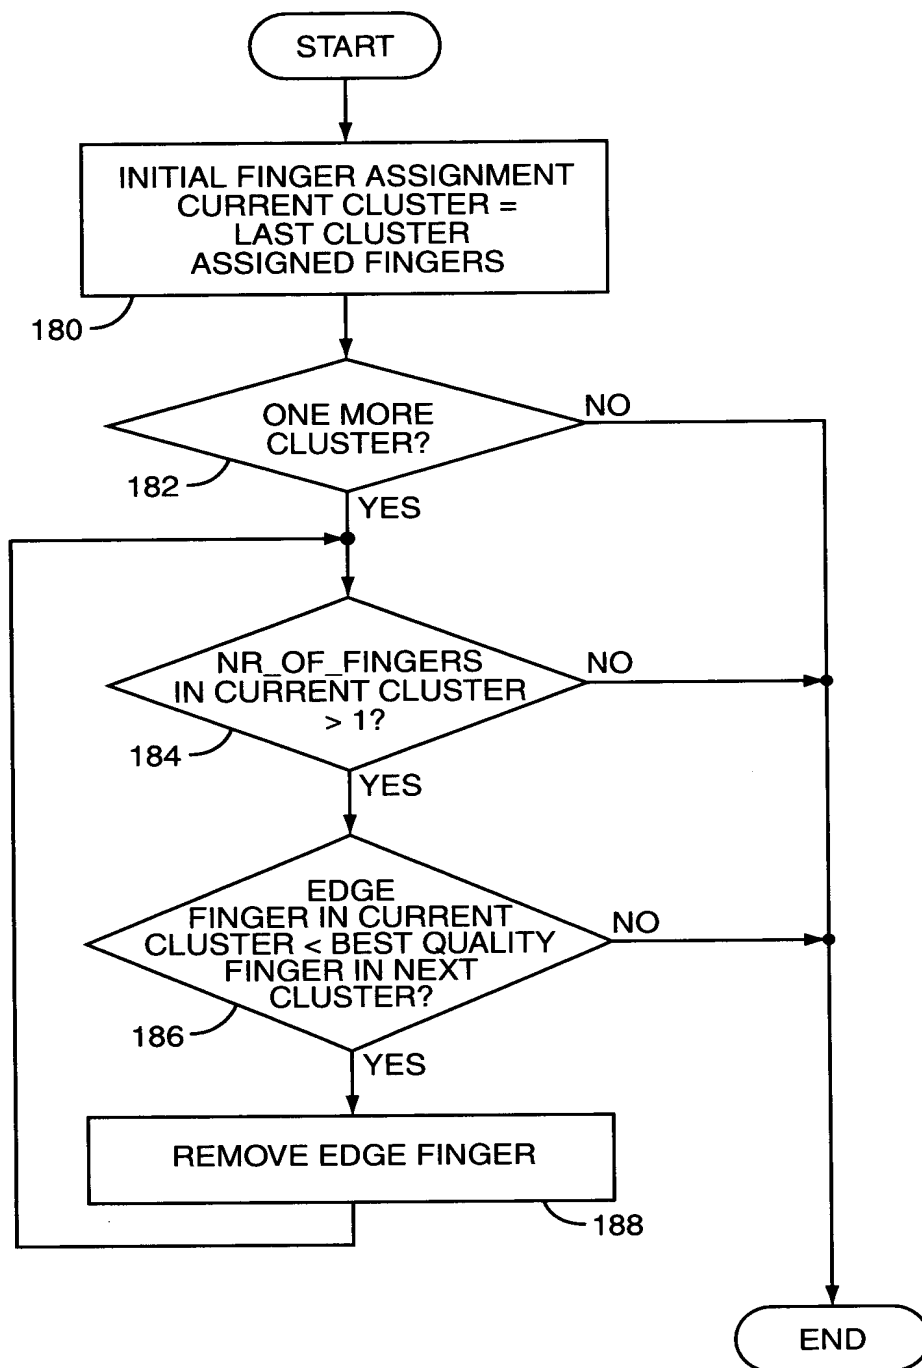 START
INITIAL FINGER ASSIGNMENT
CURRENT CLUSTER =
LAST CLUSTER
ASSIGNED FINGERS
180
ONE MORE
CLUSTER?
NO
182
YES
NR_OF_FINGERS
IN CURRENT CLUSTER
> 1?
NO
184
YES
EDGE
FINGER IN CURRENT
CLUSTER < BEST QUALITY
FINGER IN NEXT
CLUSTER?
NO
186
YES
REMOVE EDGE FINGER
188
END